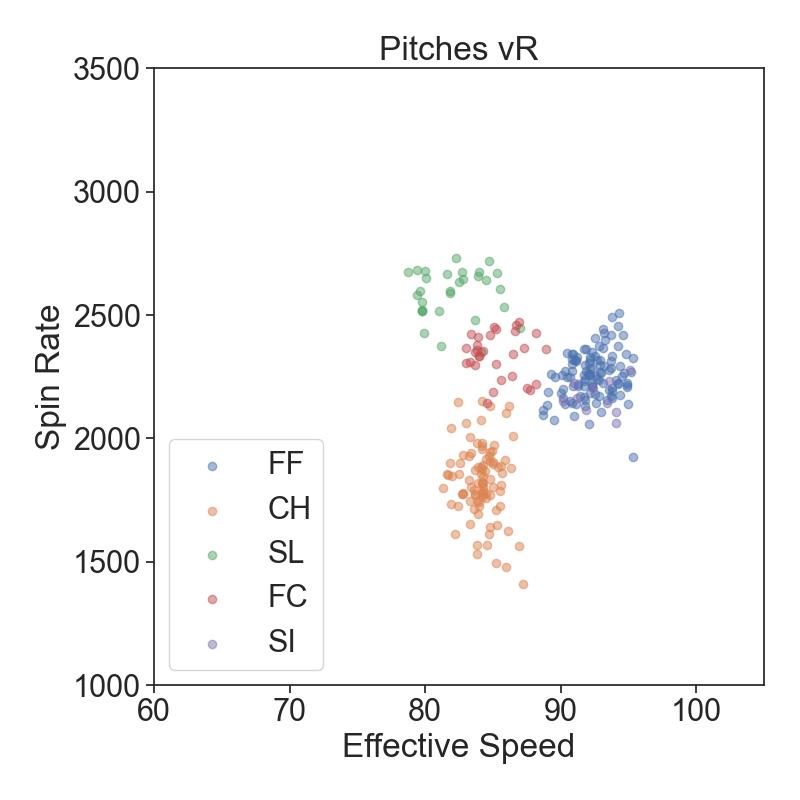 Pitches vR
3500
3000
2500
2000
1500
1000
Spin Rate
FF
CH
SL
FC
SI
60 70 80 90 100
Effective Speed